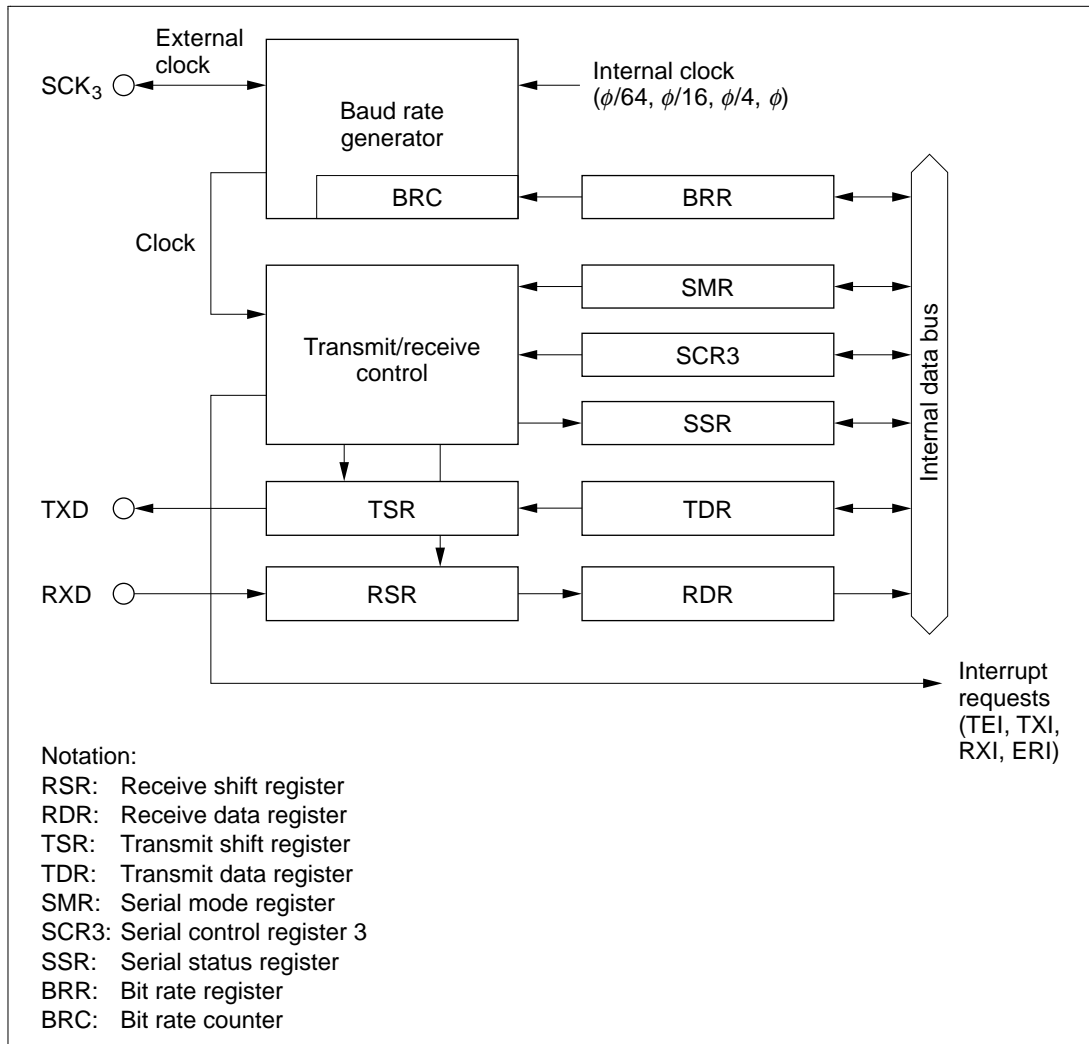 External
clock
SCK3
Baud rate
generator
Internal clock
(ϕ/64, ϕ/16, ϕ/4, ϕ)
BRC
BRR
Clock
SMR
Transmit/receive
control
SCR3
SSR
Internal data bus
TXD
TSR
TDR
RXD
RSR
RDR
Interrupt
requests
(TEI, TXI,
RXI, ERI)
Notation:
RSR: Receive shift register
RDR: Receive data register
TSR: Transmit shift register
TDR: Transmit data register
SMR: Serial mode register
SCR3: Serial control register 3
SSR: Serial status register
BRR: Bit rate register
BRC: Bit rate counter